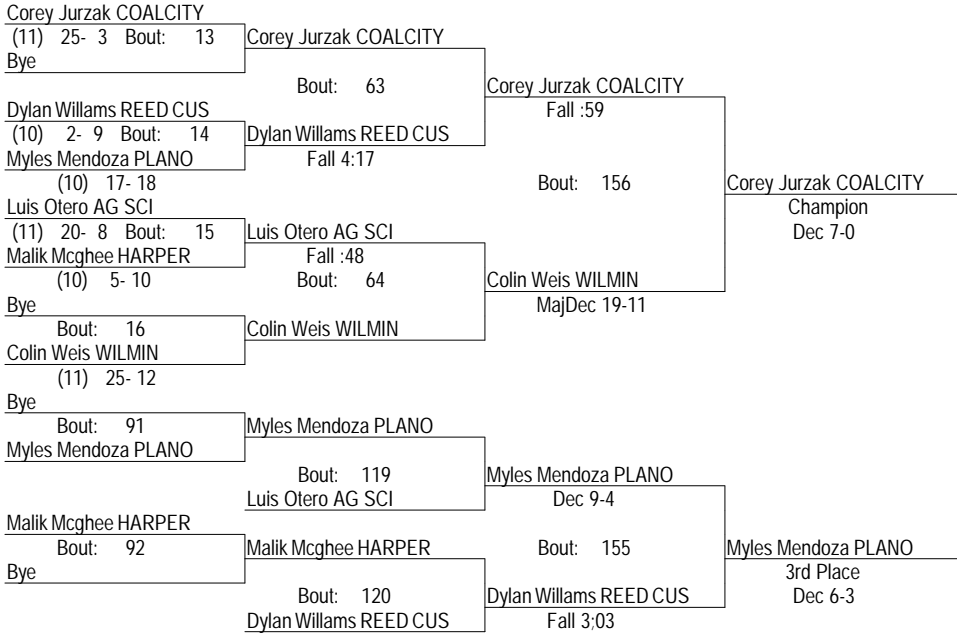 Corey Jurzak COALCITY
(11) 25- 3 Bout: 13 Corey Jurzak COALCITY
Bye
Bout: 63 Corey Jurzak COALCITY
Dylan Willams REED CUS Fall :59
(10) 2- 9 Bout: 14 Dylan Willams REED CUS
Myles Mendoza PLANO Fall 4:17
(10) 17- 18 Bout: 156 Corey Jurzak COALCITY
Luis Otero AG SCI Champion
(11) 20- 8 Bout: 15 Luis Otero AG SCI Dec 7-0
Malik Mcghee HARPER Fall :48
(10) 5- 10 Bout: 64 Colin Weis WILMIN
Bye MajDec 19-11
Bout: 16 Colin Weis WILMIN
Colin Weis WILMIN
(11) 25- 12
Bye
Bout: 91 Myles Mendoza PLANO
Myles Mendoza PLANO
Bout: 119 Myles Mendoza PLANO
Luis Otero AG SCI Dec 9-4
Malik Mcghee HARPER
Bout: 92 Malik Mcghee HARPER Bout: 155 Myles Mendoza PLANO
Bye 3rd Place
Bout: 120 Dylan Willams REED CUS Dec 6-3
Dylan Willams REED CUS Fall 3;03